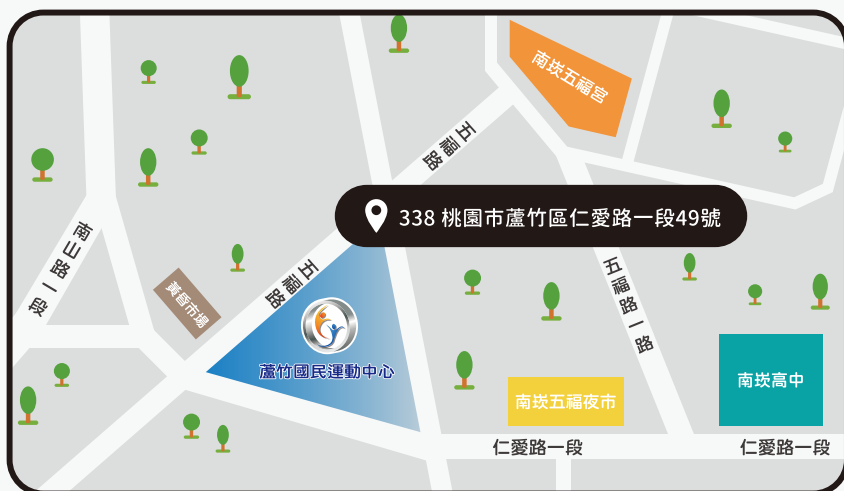 南崁五福宮
五福路
338 桃園市蘆竹區仁愛路一段49號
南山路一段
五福路
黃昏市場
五福路一路
蘆竹國民運動中心
南崁高中
南崁五福夜市
仁愛路一段
仁愛路一段